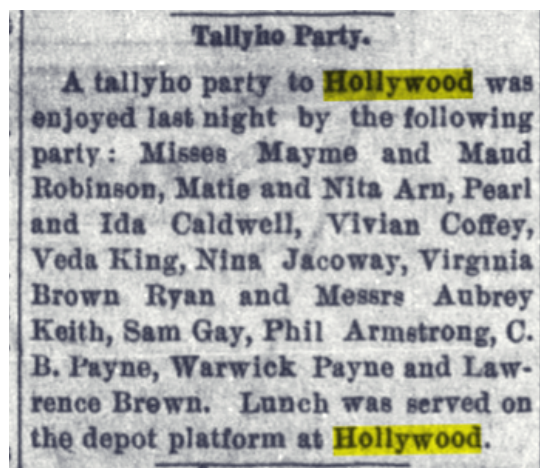 Tallyho Party.
A tallyho party to Hollywood was
enjoyed last night by the following
party: Misses Mayme and Maud
Robinson, Matie and Nita Arn, Pearl
and Ida Caldwell, Vivian Coffey,
Veda King, Nina Jacoway, Virginia
Brown Ryan and Messrs Aubrey
Keith, Sam Gay, Phil Armstrong, C.
B. Payne, Warwick Payne and Law-
rence Brown. Lunch was served on
the depot platform at Hollywood.